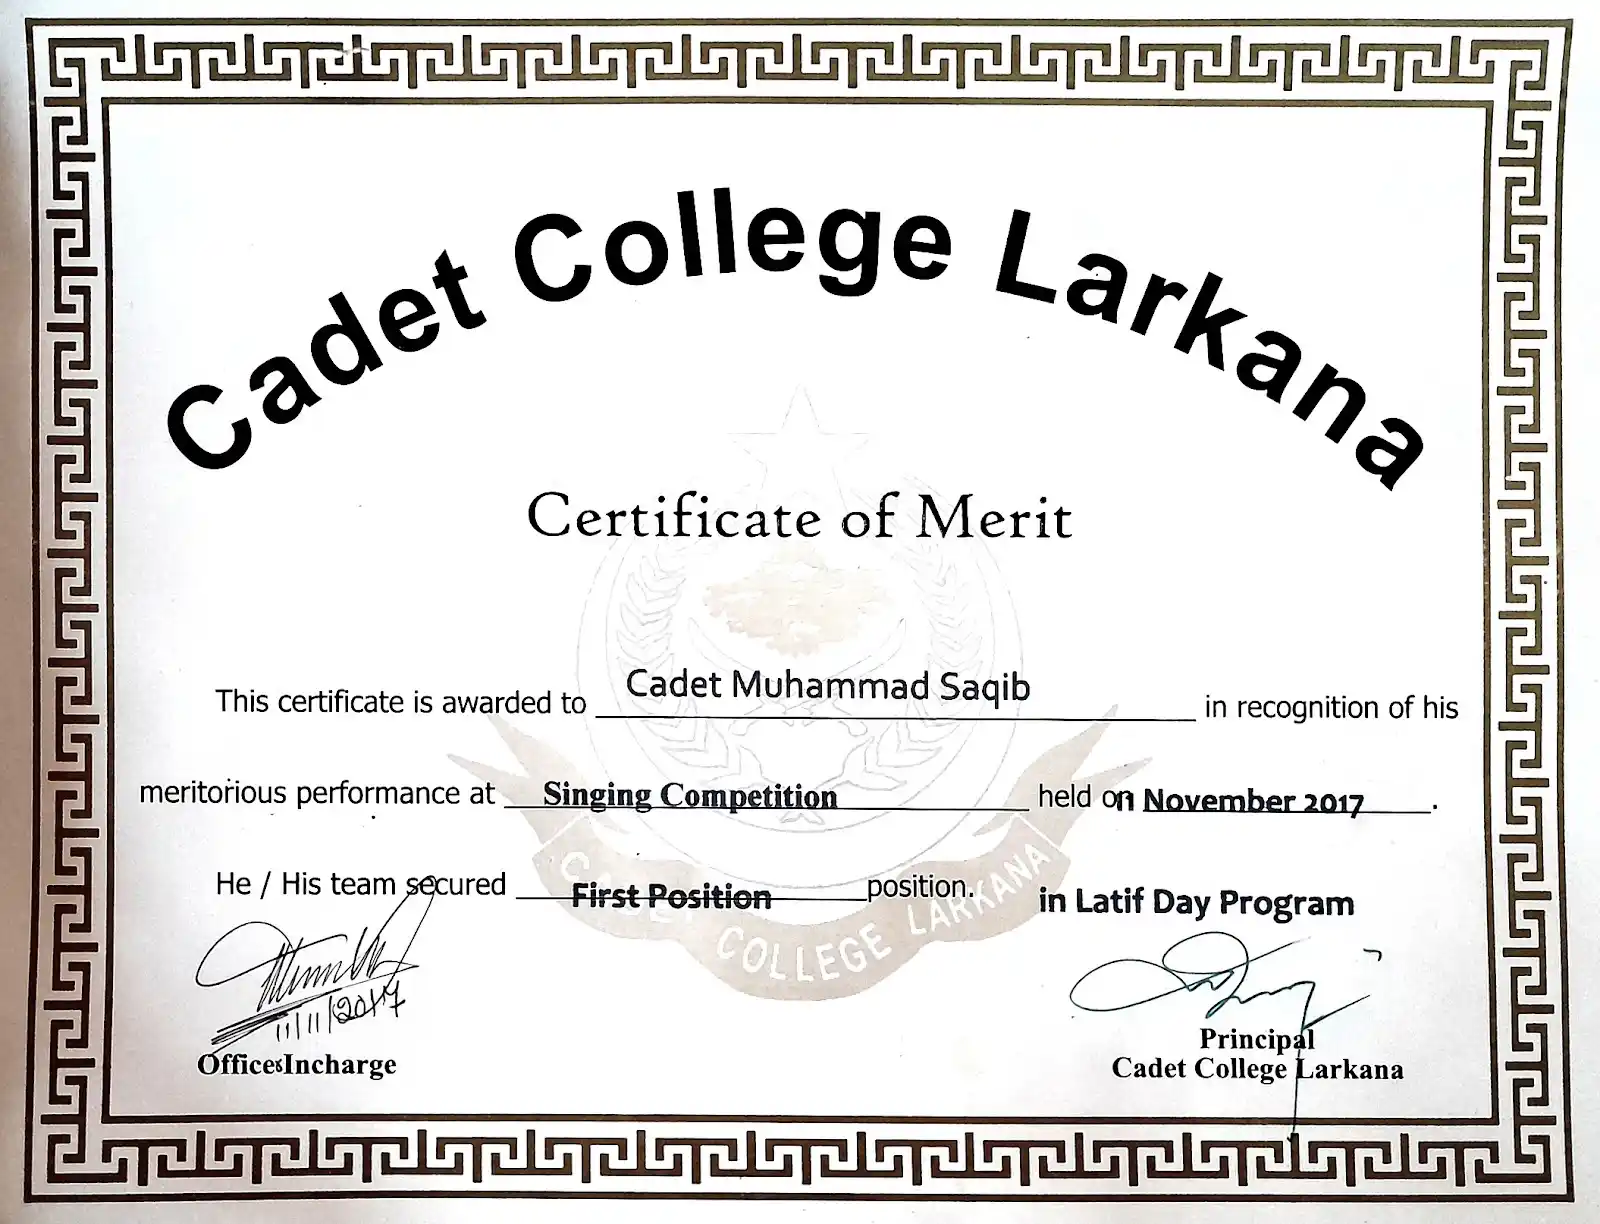 Cadet College Larkana
Certificate of Merit
This certificate is awarded to Cadet Muhammad Saqib in recognition of his
meritorious performance at Singing Competition held on November 2017.
He / His team secured First Position position. in Latif Day Program
CADET COLLEGE LARKANA
11/11/2017
Officer Incharge
Principal
Cadet College Larkana